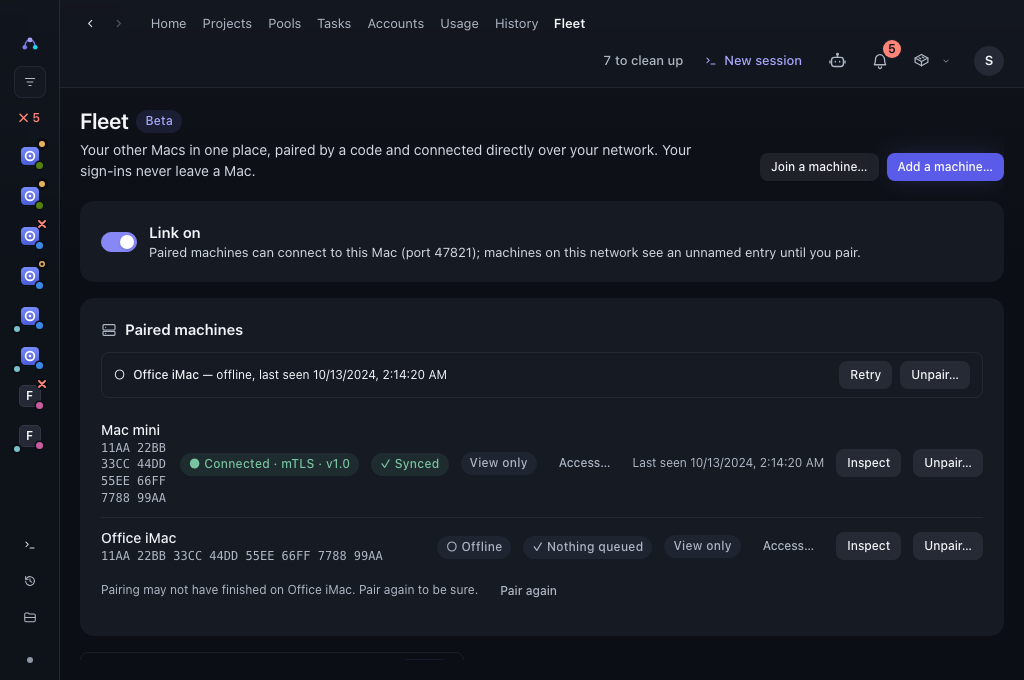 Home Projects Pools Tasks Accounts Usage History Fleet
7 to clean up New session 5 S
5
Fleet Beta
Your other Macs in one place, paired by a code and connected directly over your network. Your
sign-ins never leave a Mac.
Join a machine... Add a machine...
Link on
Paired machines can connect to this Mac (port 47821); machines on this network see an unnamed entry until you pair.
Paired machines
Office iMac — offline, last seen 10/13/2024, 2:14:20 AM Retry Unpair...
Mac mini
11AA 22BB
33CC 44DD
55EE 66FF
7788 99AA
Connected · mTLS · v1.0 Synced View only Access... Last seen 10/13/2024, 2:14:20 AM Inspect Unpair...
Office iMac
11AA 22BB 33CC 44DD 55EE 66FF 7788 99AA
Offline Nothing queued View only Access... Inspect Unpair...
Pairing may not have finished on Office iMac. Pair again to be sure. Pair again
F
F